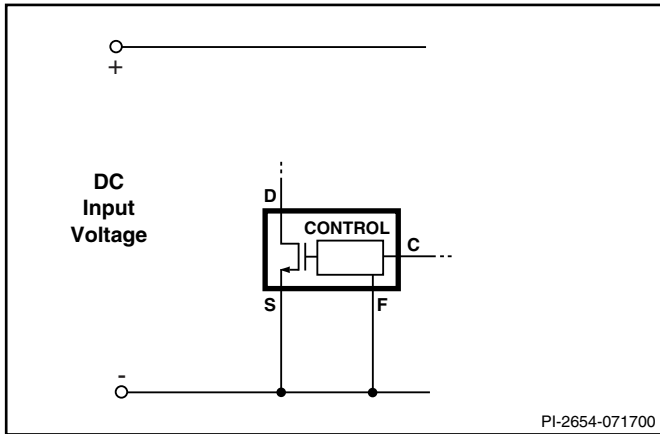 +
DC
Input
Voltage
D
CONTROL
C
S
F
-
PI-2654-071700